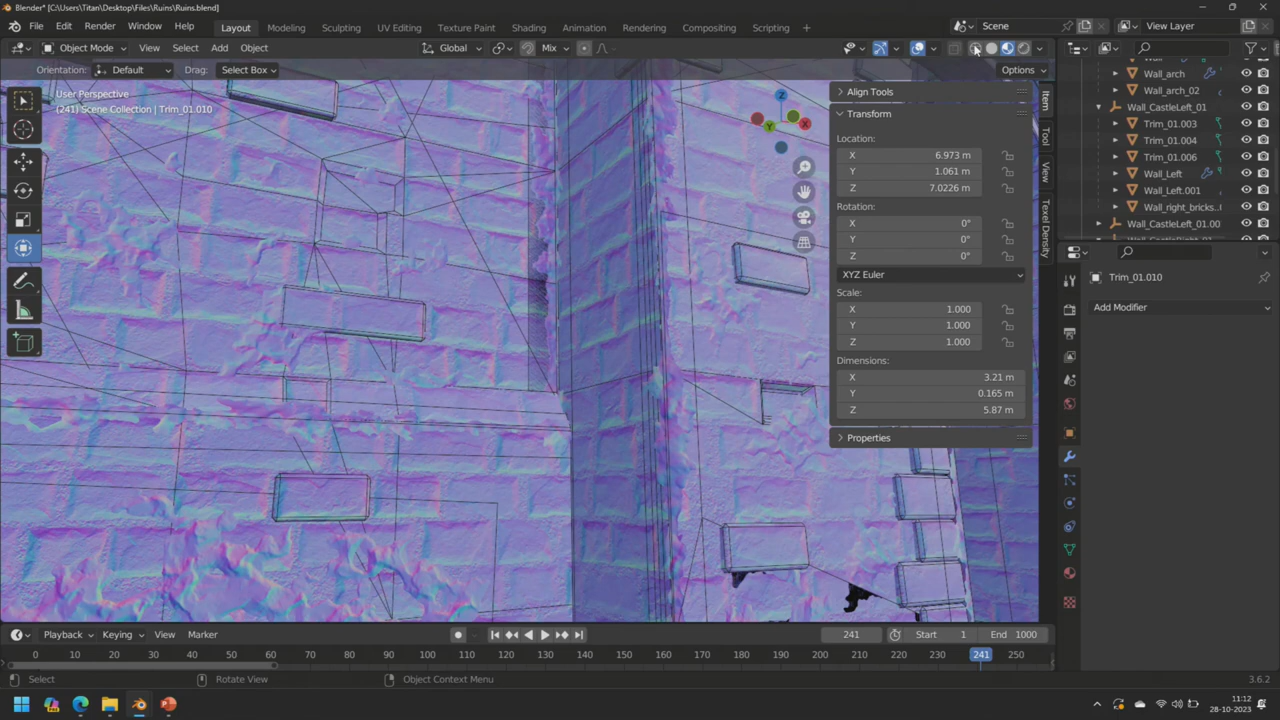 Blender* [C:\Users\Titan\Desktop\Files\Ruins\Ruins.blend]
File Edit Render Window Help Layout Modeling Sculpting UV Editing Texture Paint Shading Animation Rendering Compositing Scripting + Scene View Layer
Object Mode View Select Add Object Global Mix
Orientation: Default Drag: Select Box Options
User Perspective
(241) Scene Collection | Trim_01.010
Z
X
Y
Align Tools
Transform
Location:
X 6.973 m
Y 1.061 m
Z 7.0226 m
Rotation:
X 0°
Y 0°
Z 0°
XYZ Euler
Scale:
X 1.000
Y 1.000
Z 1.000
Dimensions:
X 3.21 m
Y 0.165 m
Z 5.87 m
Properties
Item
Tool
View
Texel Density
Wall_arch
Wall_arch_02
Wall_CastleLeft_01
Trim_01.003
Trim_01.004
Trim_01.006
Wall_Left
Wall_Left.001
Wall_right_bricks..
Wall_CastleLeft_01.00
Trim_01.010
Add Modifier
Playback Keying View Marker 241 Start 1 End 1000
0 10 20 30 40 50 60 70 80 90 100 110 120 130 140 150 160 170 180 190 200 210 220 230 241 250
Select Rotate View Object Context Menu 3.6.2
11:12
28-10-2023